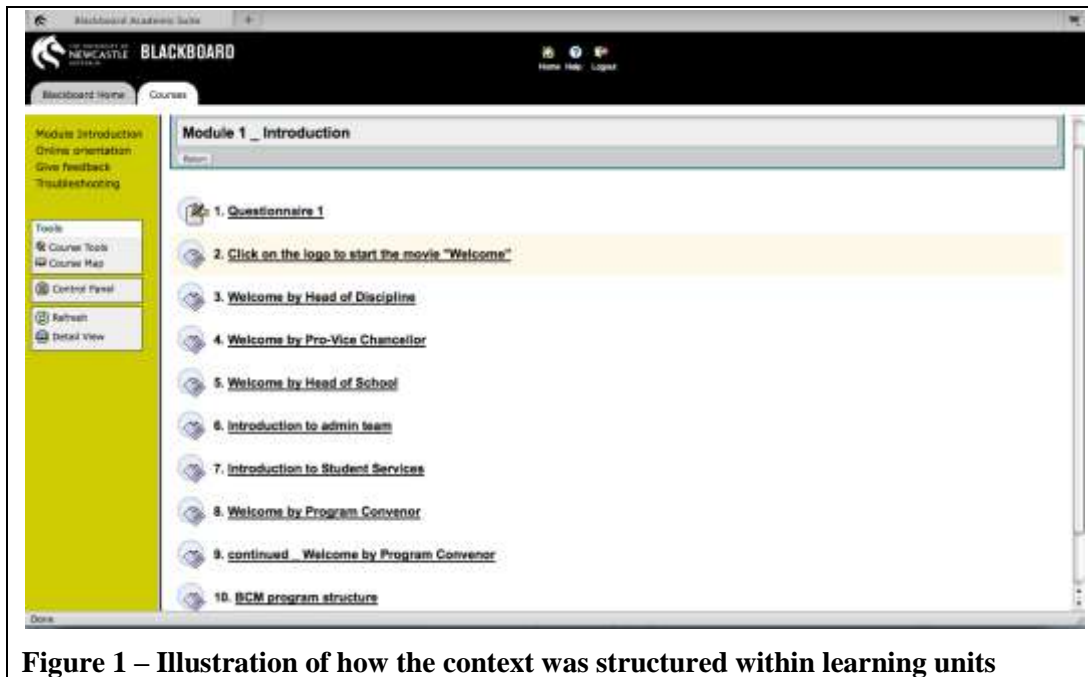 Blackboard Academic Suite
THE UNIVERSITY OF
NEWCASTLE
AUSTRALIA
BLACKBOARD
Home Help Logout
Blackboard Home
Courses
Module Introduction
Online orientation
Give feedback
Troubleshooting
Tools
Course Tools
Course Map
Control Panel
Refresh
Detail View
Module 1 _ Introduction
Return
1. Questionnaire 1
2. Click on the logo to start the movie "Welcome"
3. Welcome by Head of Discipline
4. Welcome by Pro-Vice Chancellor
5. Welcome by Head of School
6. Introduction to admin team
7. Introduction to Student Services
8. Welcome by Program Convenor
9. continued _ Welcome by Program Convenor
10. BCM program structure
Done
Figure 1 – Illustration of how the context was structured within learning units